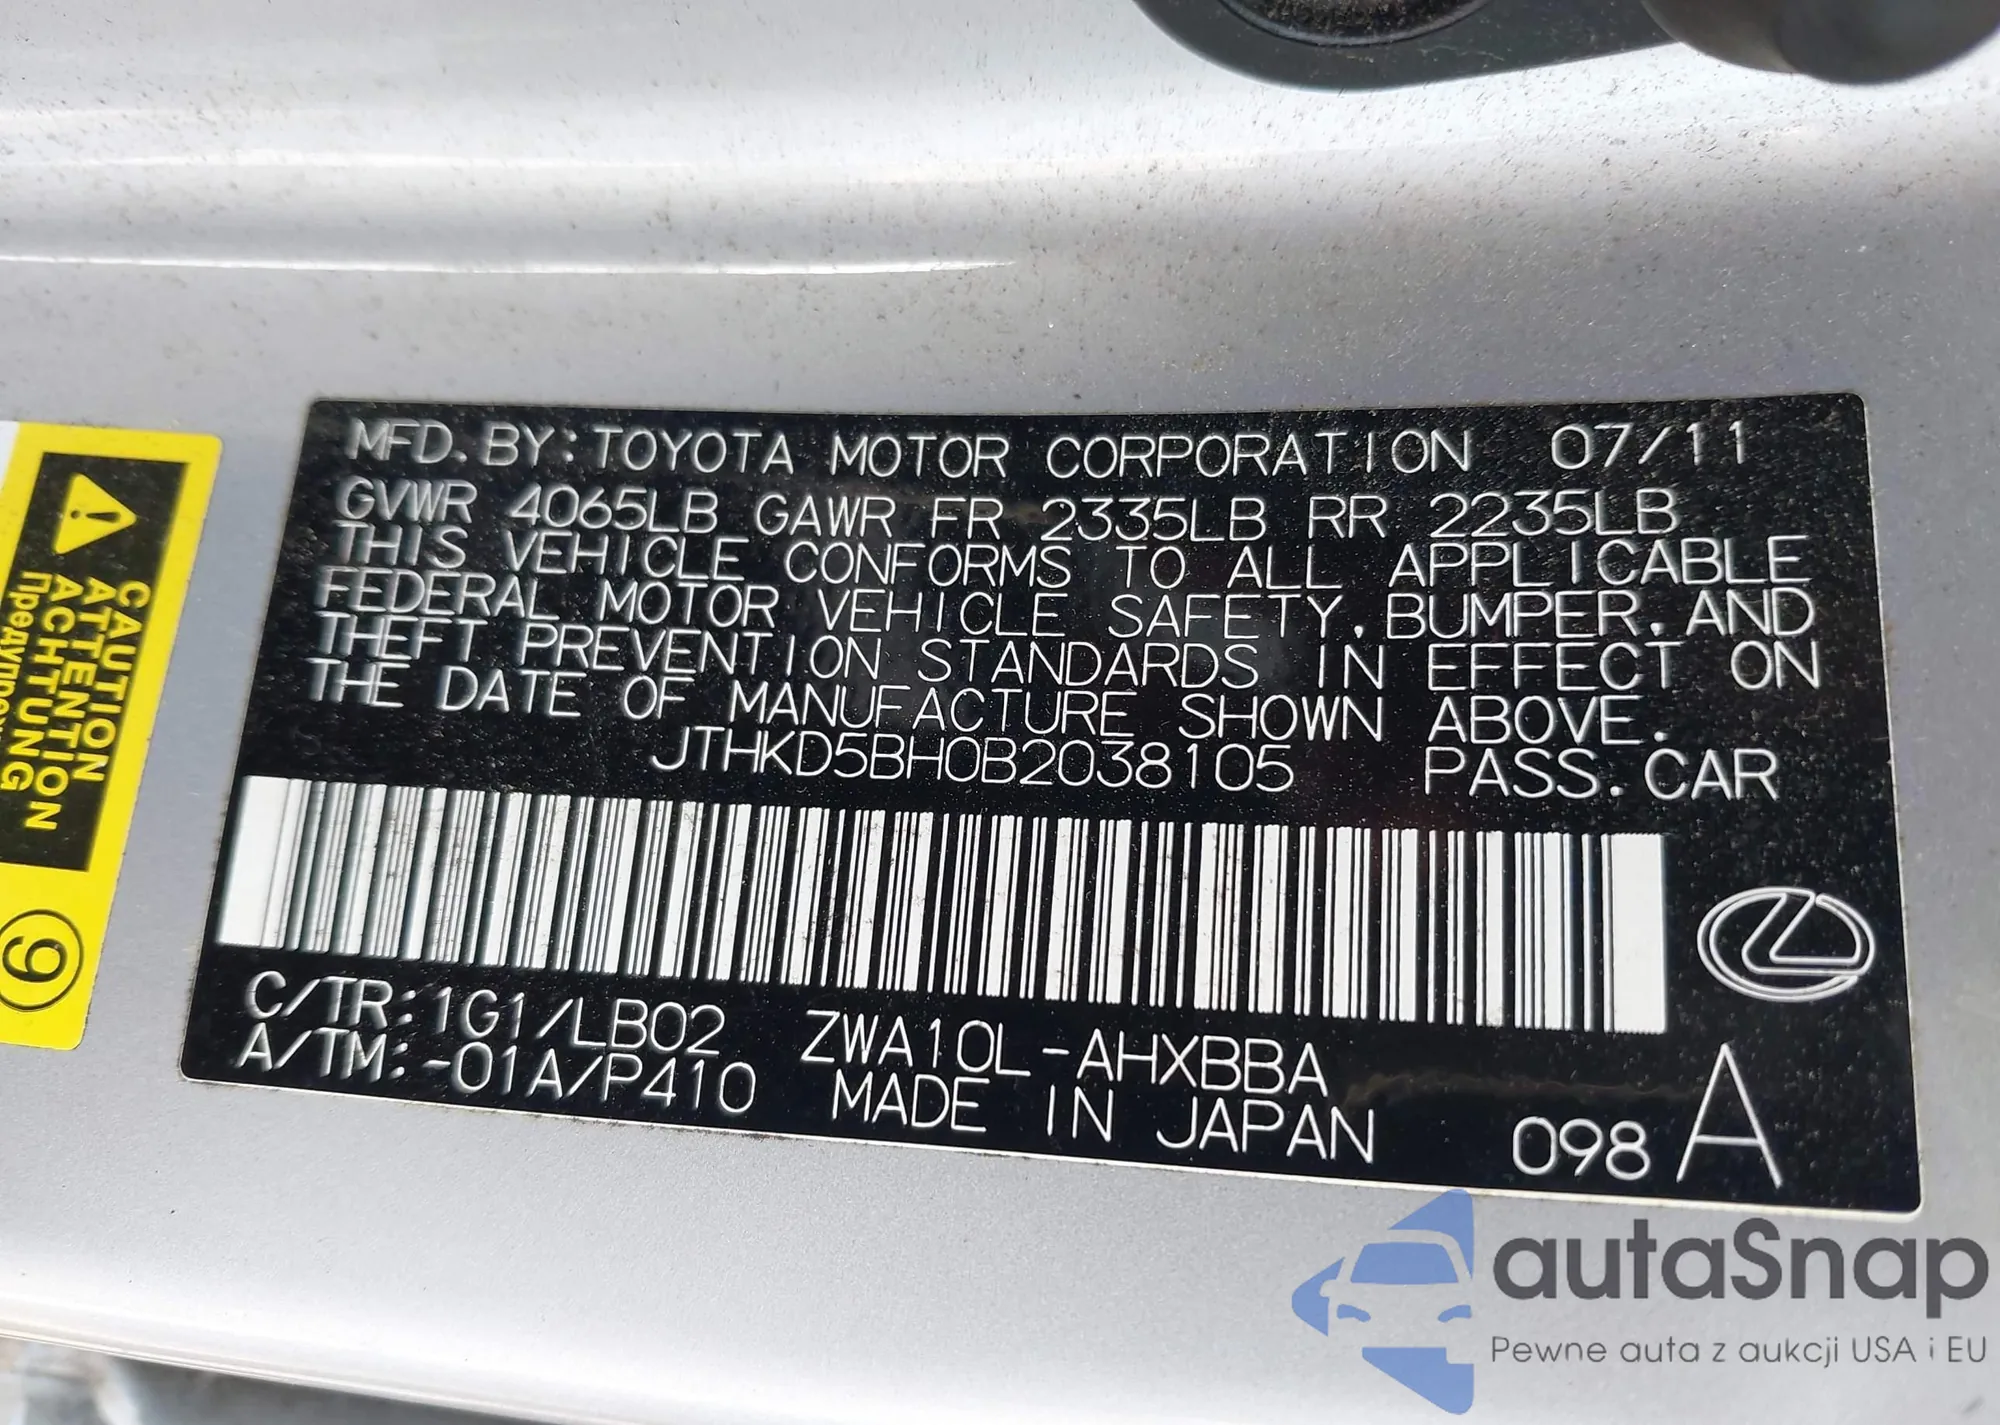 MFD. BY: TOYOTA MOTOR CORPORATION 07/11
GVWR 4065LB GAWR FR 2335LB RR 2235LB
THIS VEHICLE CONFORMS TO ALL APPLICABLE
FEDERAL MOTOR VEHICLE SAFETY, BUMPER, AND
THEFT PREVENTION STANDARDS IN EFFECT ON
THE DATE OF MANUFACTURE SHOWN ABOVE.
JTHKD5BH0B2038105 PASS. CAR
C/TR: 1G1/LB02 ZWA10L-AHXBBA
A/TM: -01A/P410 MADE IN JAPAN 098 A
CAUTION
ATTENTION
ACHTUNG
9
autaSnap
Pewne auta z aukcji USA i EU